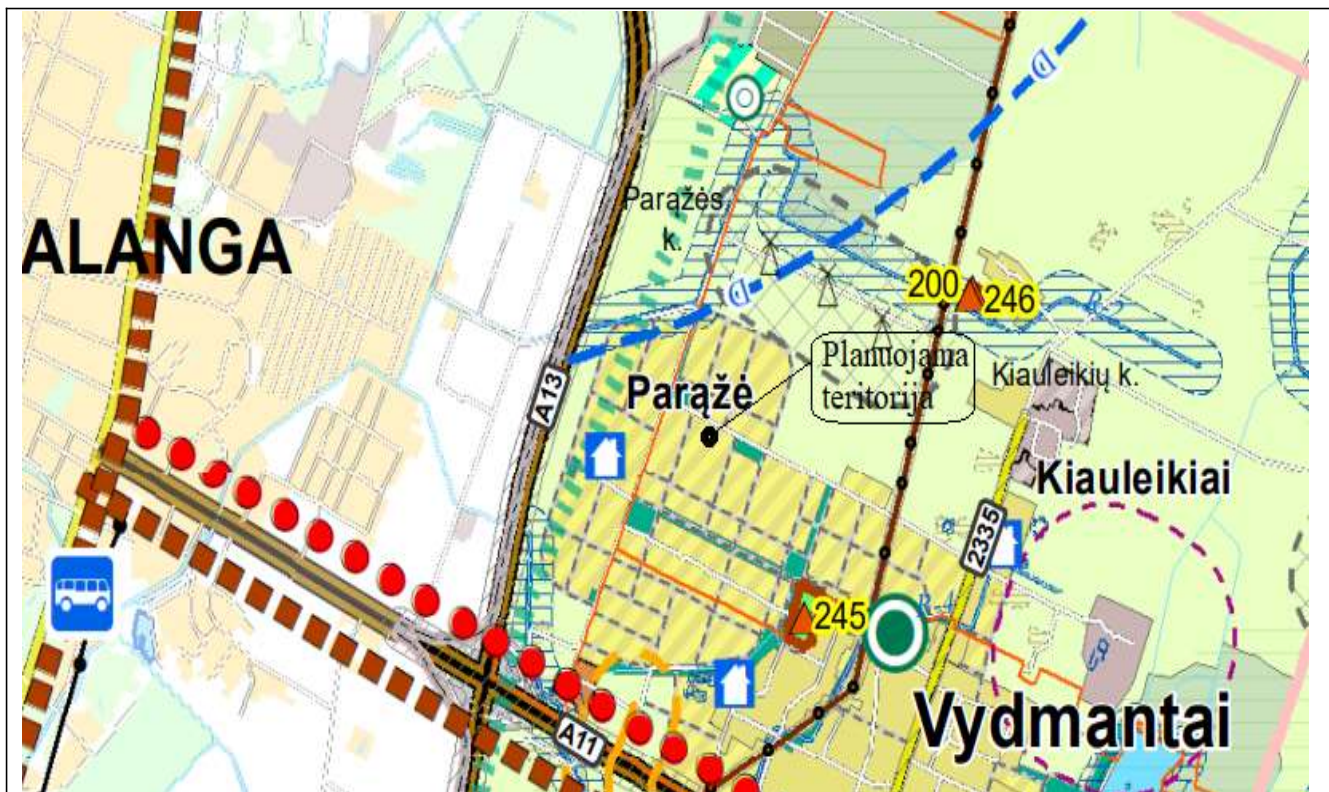 D
Parąžės
k.
ALANGA
200
246
D
Planuojama
teritorija
Kiauleikių k.
A13
Parąžė
Kiauleikiai
2335
245
Vydmantai
A11